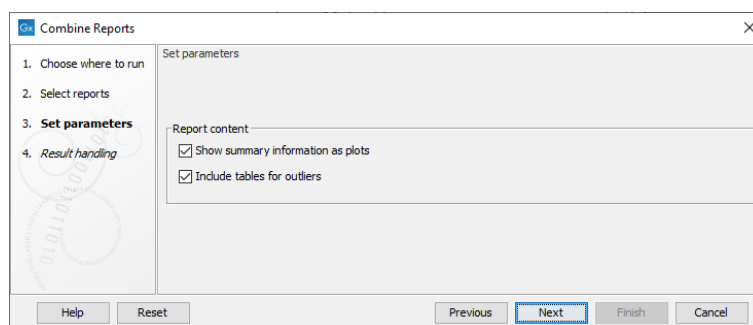 Gx Combine Reports
1. Choose where to run
2. Select reports
3. Set parameters
4. Result handling
Set parameters
Report content
Show summary information as plots
Include tables for outliers
Help
Reset
Previous
Next
Finish
Cancel